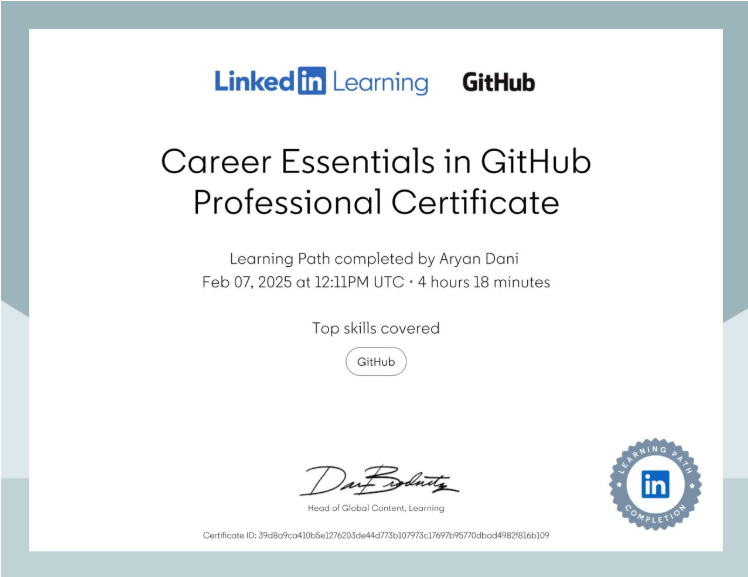 Linked in Learning GitHub
Career Essentials in GitHub
Professional Certificate
Learning Path completed by Aryan Dani
Feb 07, 2025 at 12:11PM UTC • 4 hours 18 minutes
Top skills covered
GitHub
Head of Global Content, Learning
LEARNING PATH
in
COMPLETION
Certificate ID: 39d8a9ca410b5e1276203de44d773b107973c17697b95770dbad4982f816b109